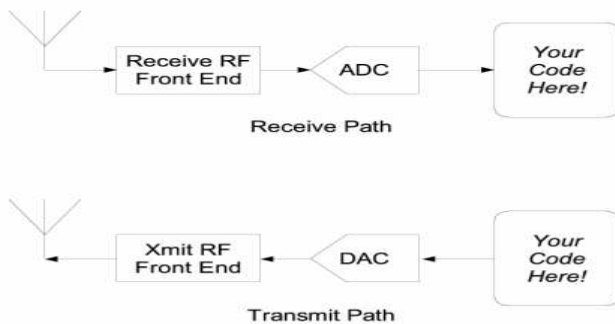 Receive RF
Front End
ADC
Your
Code
Here!
Receive Path
Xmit RF
Front End
DAC
Your
Code
Here!
Transmit Path